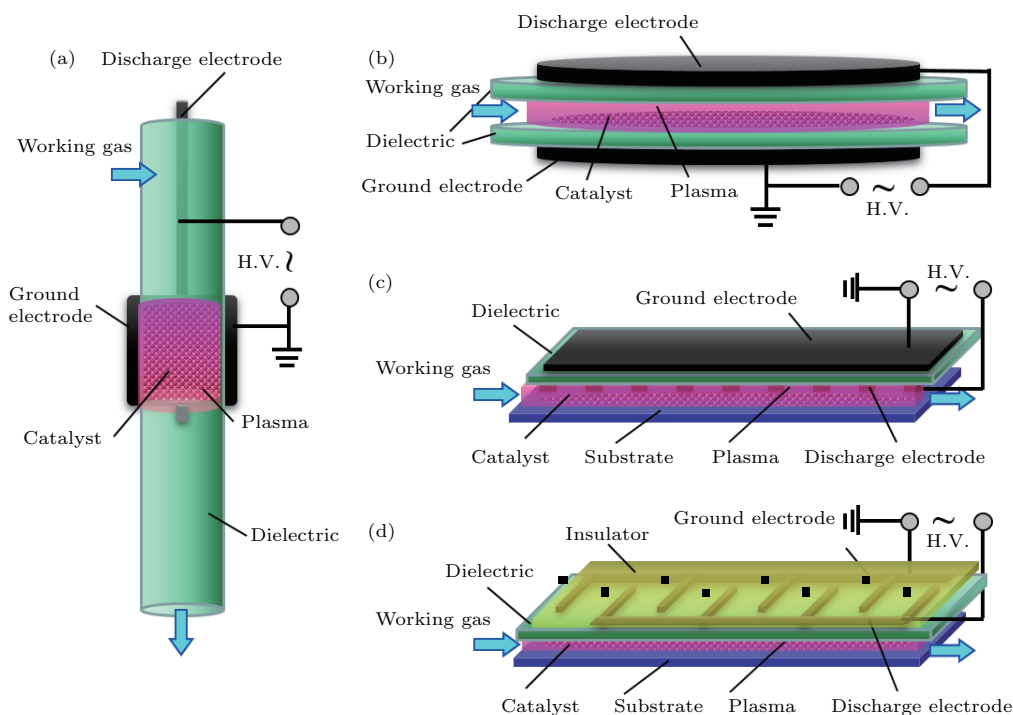 (a)
Discharge electrode
Working gas
H.V.
~
Ground
electrode
Catalyst
Plasma
Dielectric
(b)
Discharge electrode
Working gas
Dielectric
Ground electrode
Catalyst
Plasma
~
H.V.
(c)
Ground electrode
H.V.
~
Dielectric
Working gas
Catalyst
Substrate
Plasma
Discharge electrode
(d)
Insulator
Ground electrode
~
H.V.
Dielectric
Working gas
Catalyst
Substrate
Plasma
Discharge electrode